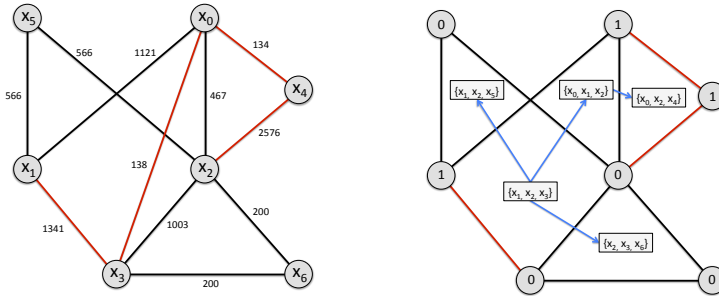 X5
X0
566
1121
134
566
467
X4
2576
138
X1
X2
1341
1003
200
X3
200
X6
0
1
{x1, x2, x5}
{x0, x1, x2}
{x0, x2, x4}
1
1
{x1, x2, x3}
0
{x2, x3, x6}
0
0